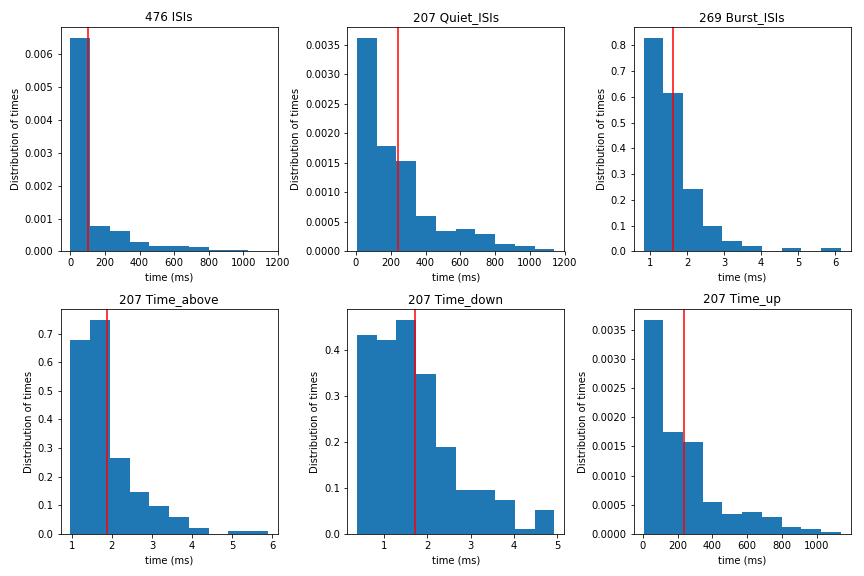 476 ISIs
207 Quiet_ISIs
269 Burst_ISIs
Distribution of times
0.006
0.005
0.004
0.003
0.002
0.001
0.000
0 200 400 600 800 1000 1200
time (ms)
Distribution of times
0.0035
0.0030
0.0025
0.0020
0.0015
0.0010
0.0005
0.0000
0 200 400 600 800 1000 1200
time (ms)
Distribution of times
0.8
0.7
0.6
0.5
0.4
0.3
0.2
0.1
0.0
1 2 3 4 5 6
time (ms)
207 Time_above
207 Time_down
207 Time_up
Distribution of times
0.7
0.6
0.5
0.4
0.3
0.2
0.1
0.0
1 2 3 4 5 6
time (ms)
Distribution of times
0.4
0.3
0.2
0.1
0.0
1 2 3 4 5
time (ms)
Distribution of times
0.0035
0.0030
0.0025
0.0020
0.0015
0.0010
0.0005
0.0000
0 200 400 600 800 1000
time (ms)